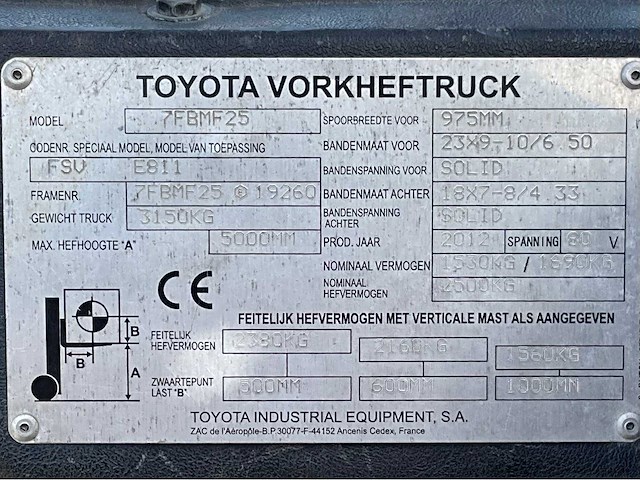 TOYOTA VORKHEFTRUCK
MODEL 7FBMF25 SPOORBREEDTE VOOR 975MM
CODENR. SPECIAAL MODEL, MODEL VAN TOEPASSING BANDENMAAT VOOR 23X9-10/6.50
FSV E811 BANDENSPANNING VOOR SOLID
FRAMENR. 7FBMF25 19260 BANDENMAAT ACHTER 18X7-8/4.33
GEWICHT TRUCK 3150KG BANDENSPANNING ACHTER SOLID
MAX. HEFHOOGTE "A" 5000MM PROD. JAAR 2012 SPANNING 80 V
NOMINAAL VERMOGEN
NOMINAAL HEFVERMOGEN 2500KG
CE
B
B
A
FEITELIJK HEFVERMOGEN MET VERTICALE MAST ALS AANGEGEVEN
FEITELIJK HEFVERMOGEN 2380KG 2160KG
ZWAARTEPUNT LAST "B" 600MM 1000MM
TOYOTA INDUSTRIAL EQUIPMENT, S.A.
ZAC de l'Aéropôle-B.P.30077-F-44152 Ancenis Cedex, France